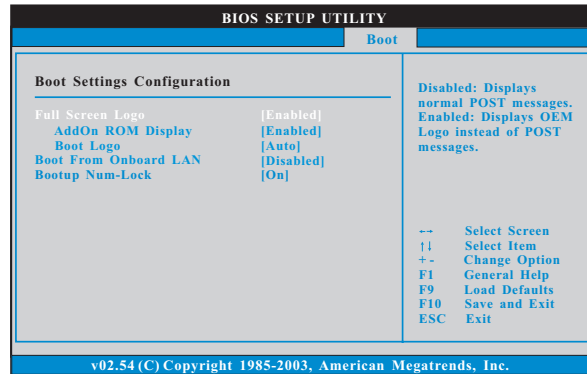 BIOS SETUP UTILITY
Boot
Boot Settings Configuration
Full Screen Logo [Enabled]
AddOn ROM Display [Enabled]
Boot Logo [Auto]
Boot From Onboard LAN [Disabled]
Bootup Num-Lock [On]
Disabled: Displays
normal POST messages.
Enabled: Displays OEM
Logo instead of POST
messages.
←→ Select Screen
↑↓ Select Item
+ - Change Option
F1 General Help
F9 Load Defaults
F10 Save and Exit
ESC Exit
v02.54 (C) Copyright 1985-2003, American Megatrends, Inc.